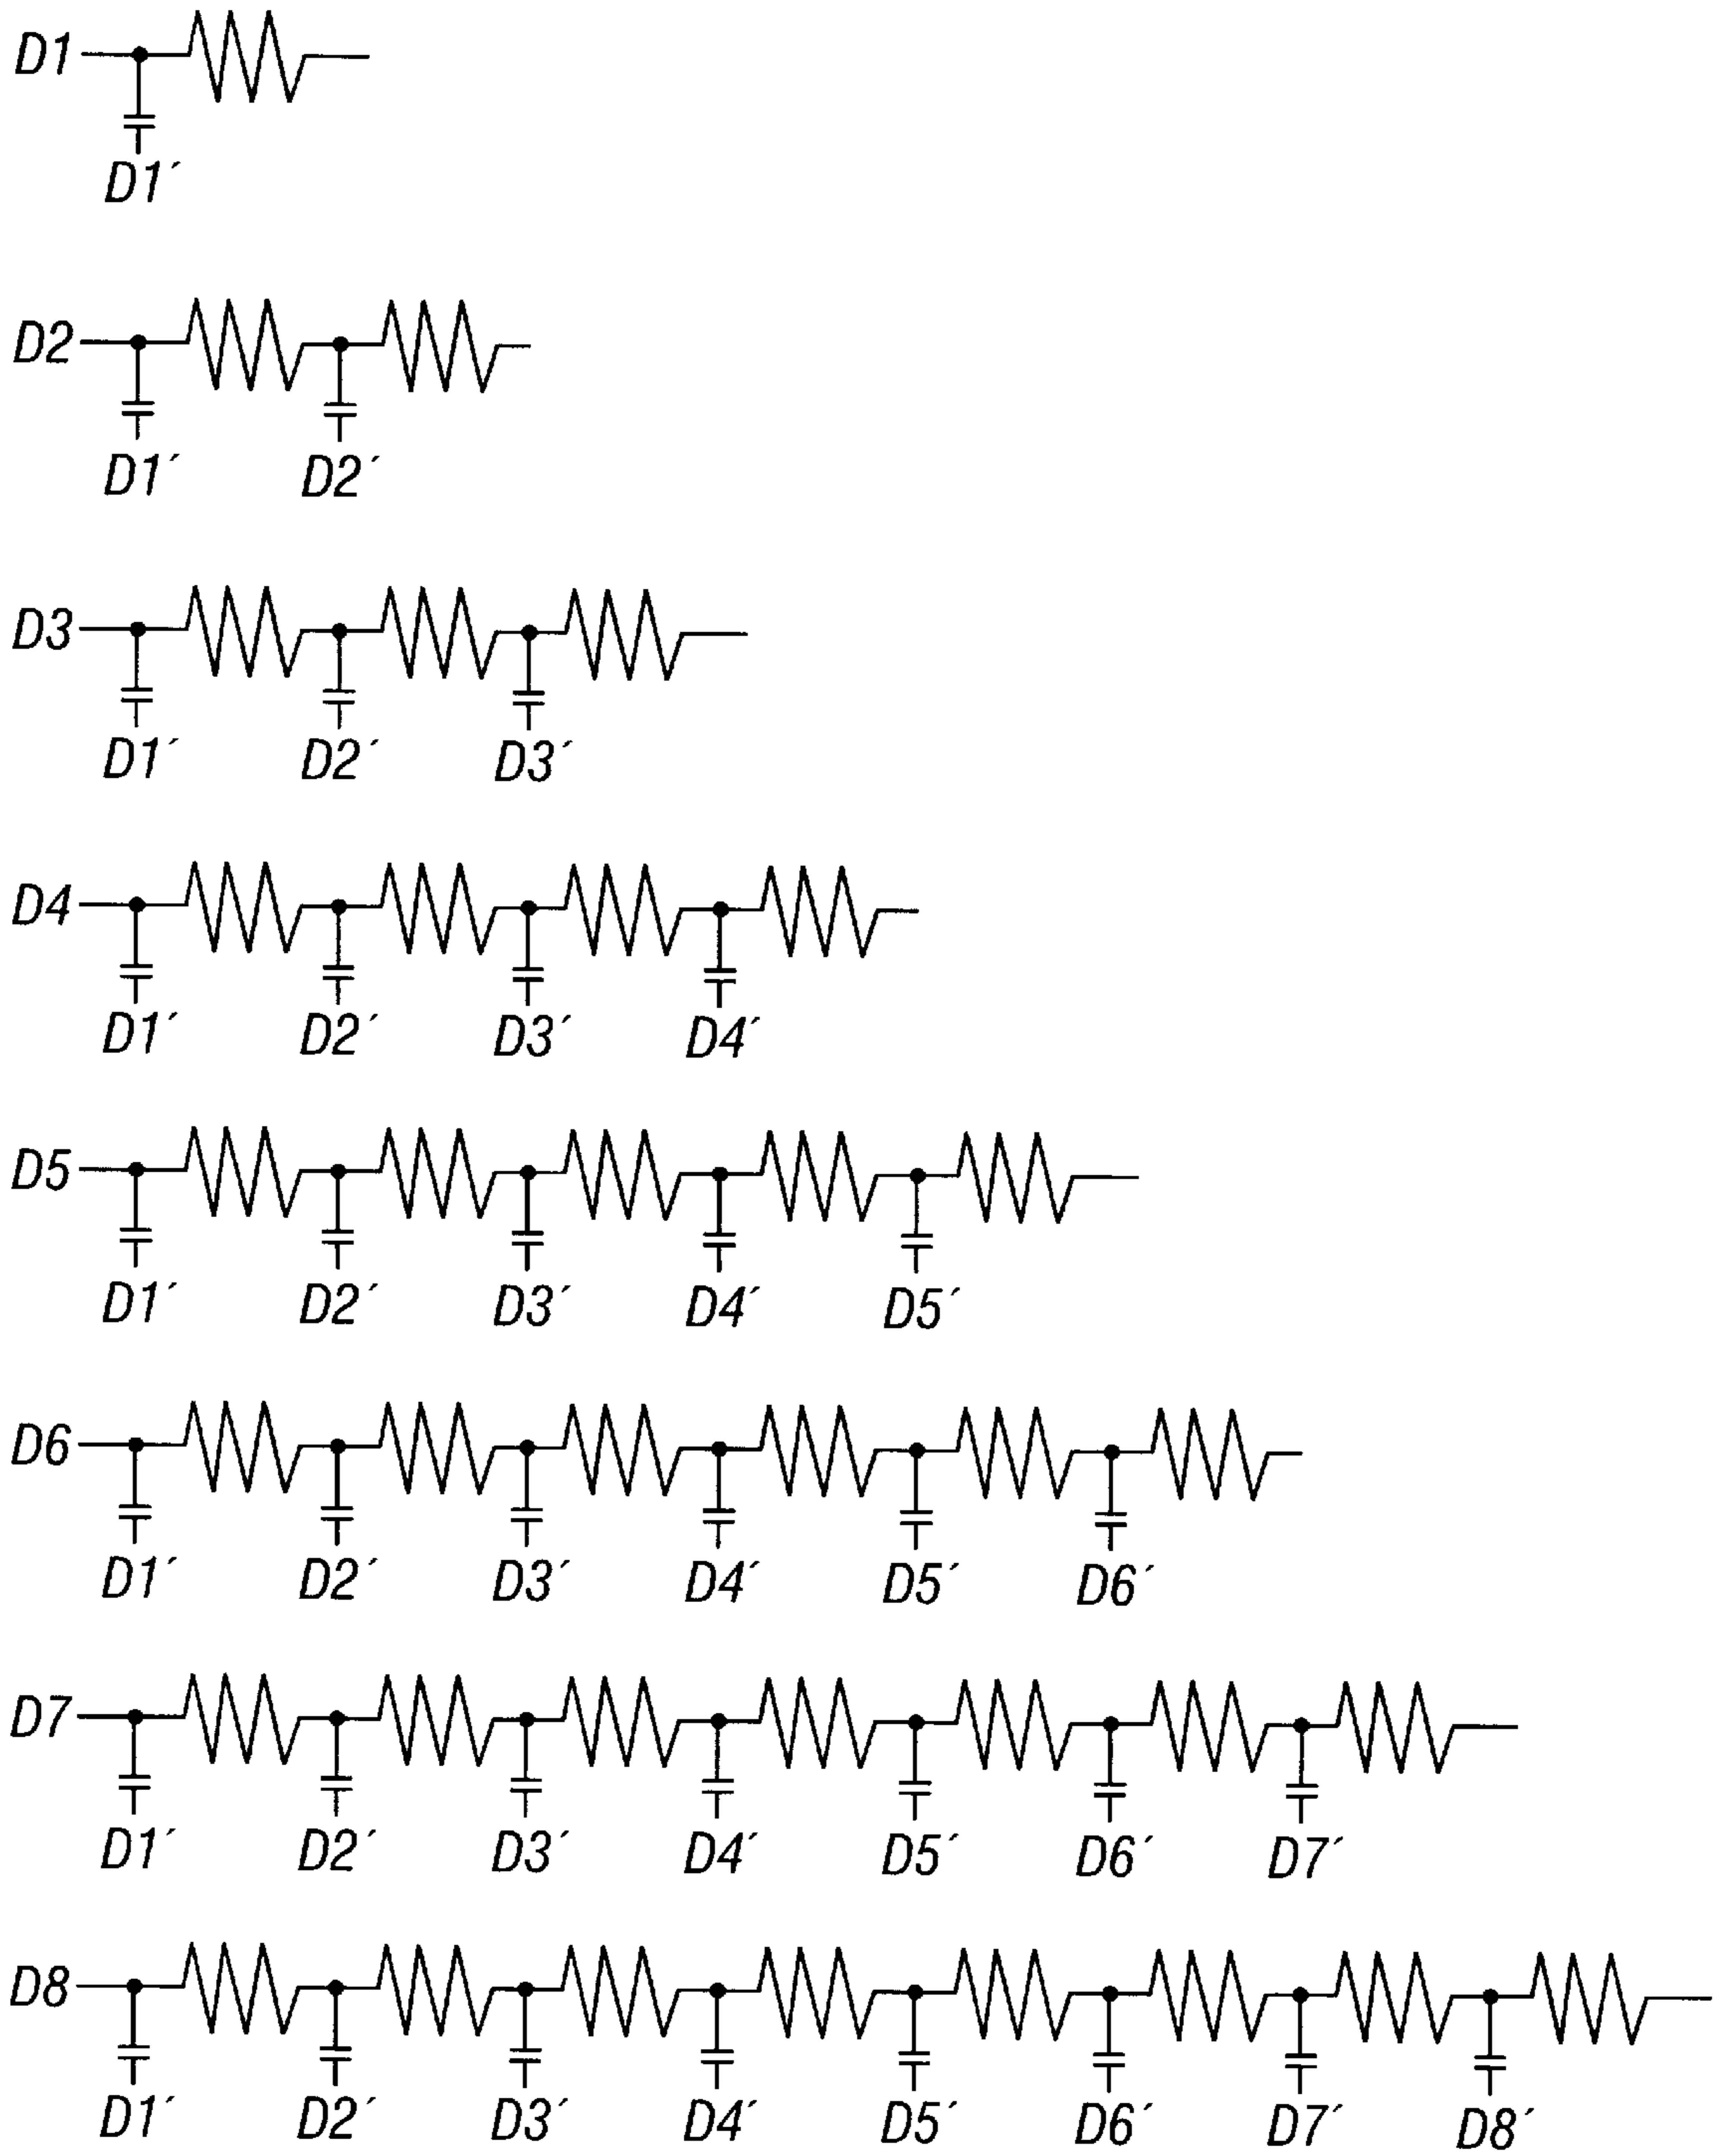 D1
D1´
D2
D1´ D2´
D3
D1´ D2´ D3´
D4
D1´ D2´ D3´ D4´
D5
D1´ D2´ D3´ D4´ D5´
D6
D1´ D2´ D3´ D4´ D5´ D6´
D7
D1´ D2´ D3´ D4´ D5´ D6´ D7´
D8
D1´ D2´ D3´ D4´ D5´ D6´ D7´ D8´